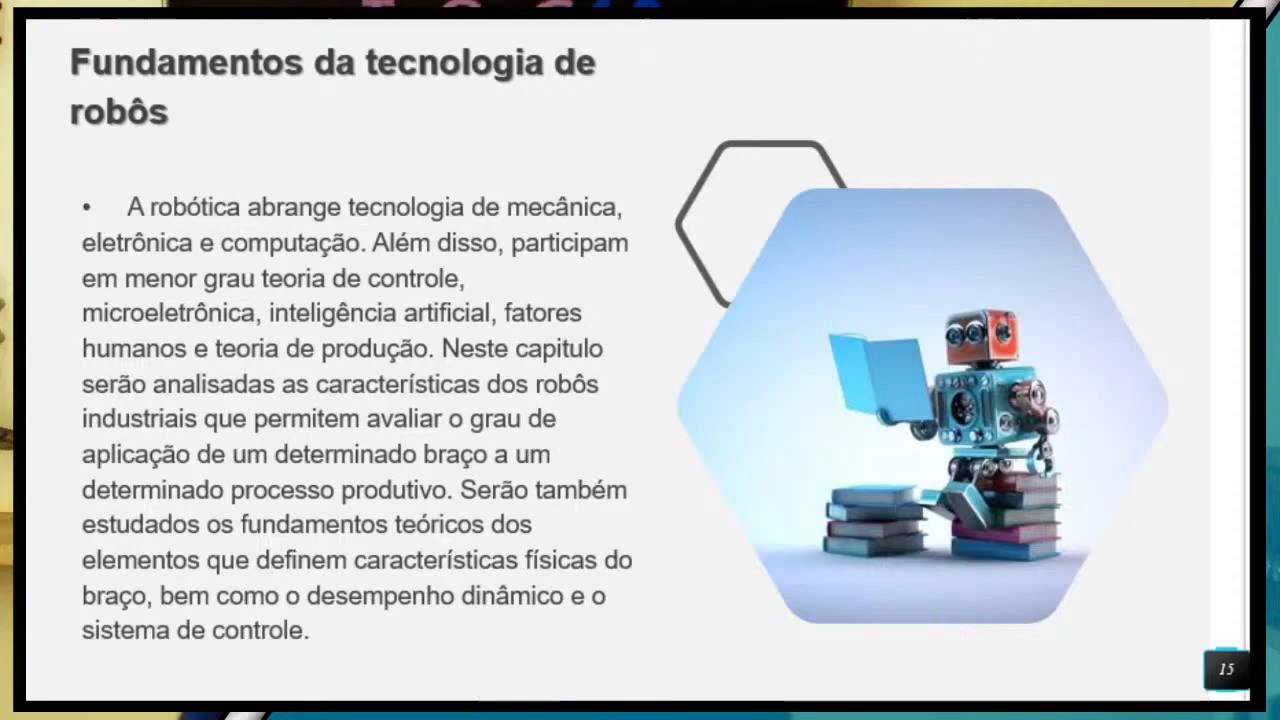 Fundamentos da tecnologia de
robôs
• A robótica abrange tecnologia de mecânica,
eletrônica e computação. Além disso, participam
em menor grau teoria de controle,
microeletrônica, inteligência artificial, fatores
humanos e teoria de produção. Neste capitulo
serão analisadas as características dos robôs
industriais que permitem avaliar o grau de
aplicação de um determinado braço a um
determinado processo produtivo. Serão também
estudados os fundamentos teóricos dos
elementos que definem características físicas do
braço, bem como o desempenho dinâmico e o
sistema de controle.
15